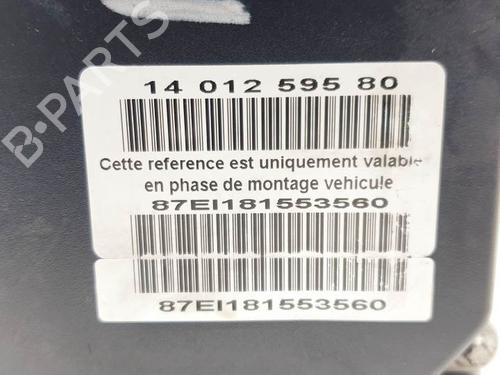 B-PARTS
14 012 595 80
Cette reference est uniquement valable
en phase de montage vehicule
87EI181553560
87EI181553560